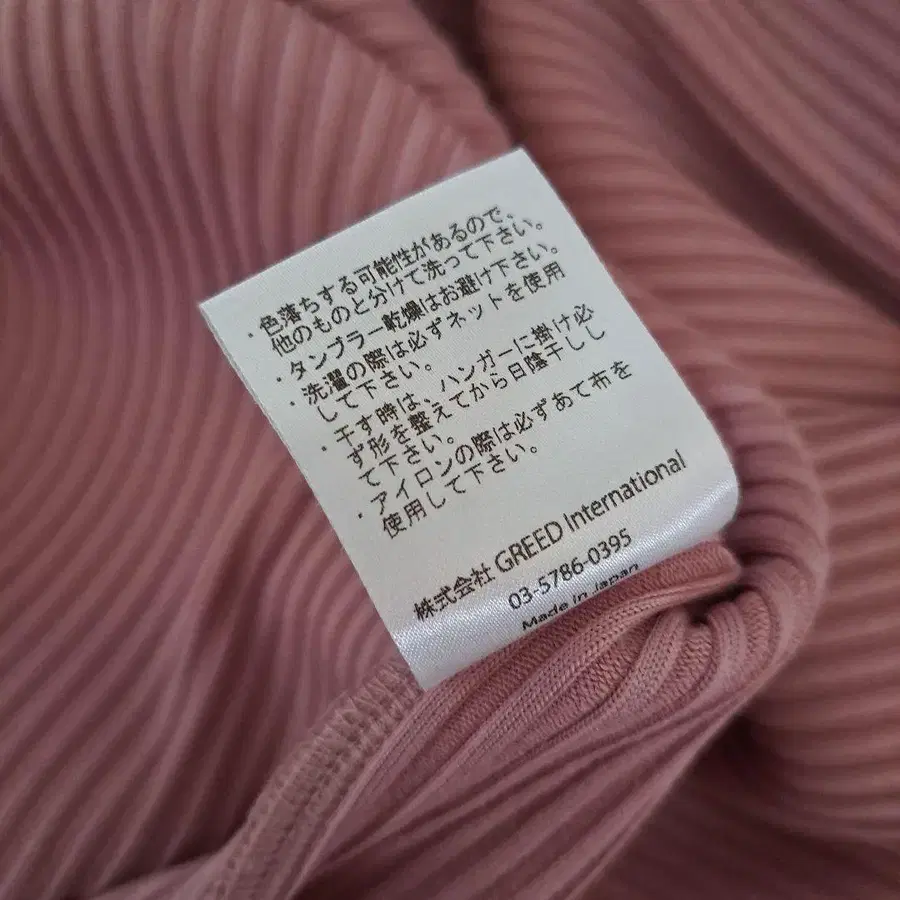 ・色落ちする可能性があるので、
他のものと分けて洗って下さい。
・タンブラー乾燥はお避け下さい。
・洗濯の際は必ずネットを使用
して下さい。
・干す時は、ハンガーに掛け必
ず形を整えてから日陰干しし
て下さい。
・アイロンの際は必ずあて布を
使用して下さい。
株式会社 GREED International
03-5786-0395
Made in Japan